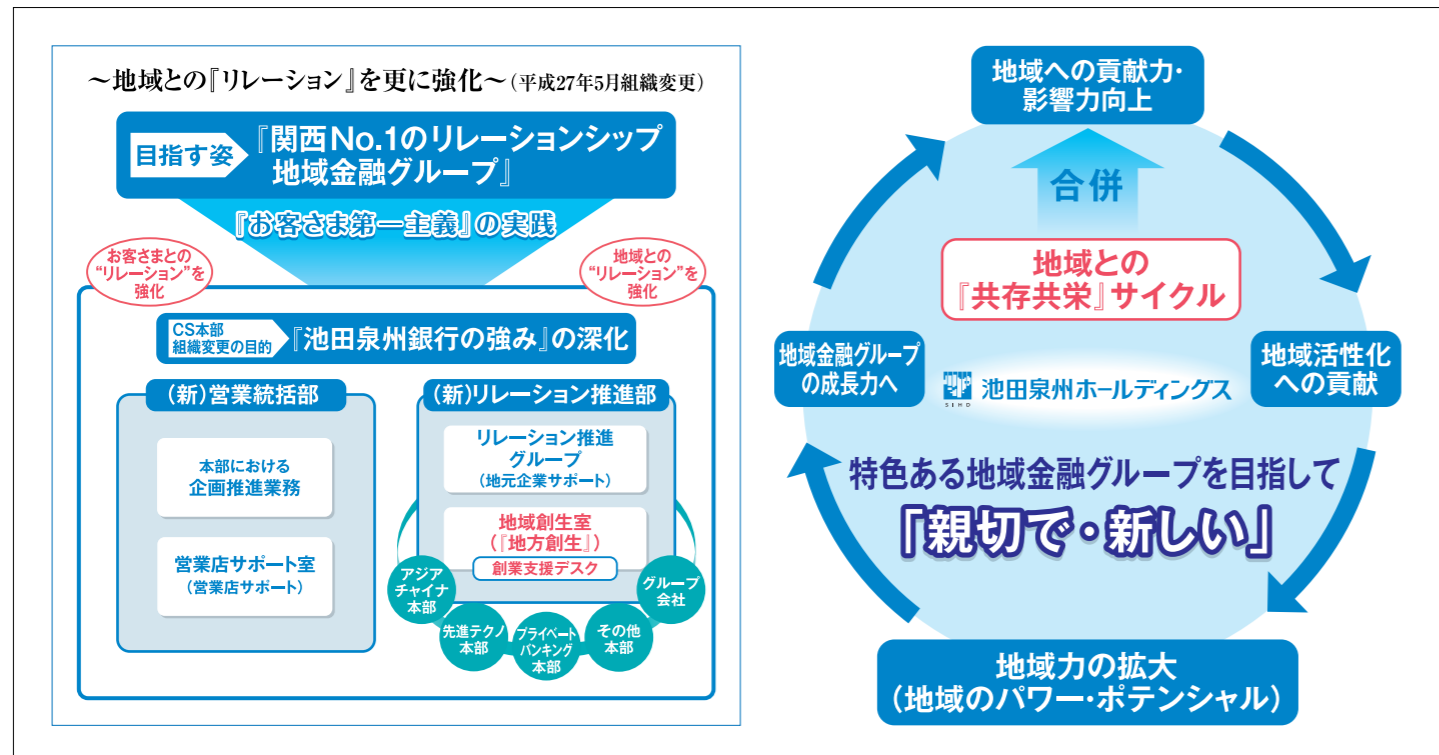 ～地域との『リレーション』を更に強化～（平成27年5月組織変更）
目指す姿
『関西No.1のリレーションシップ
地域金融グループ』
『お客さま第一主義』の実践
お客さまとの
“リレーション”を
強化
地域との
“リレーション”を
強化
CS本部
組織変更の目的
『池田泉州銀行の強み』の深化
（新）営業統括部
本部における
企画推進業務
営業店サポート室
（営業店サポート）
（新）リレーション推進部
リレーション推進
グループ
（地元企業サポート）
地域創生室
（『地方創生』）
創業支援デスク
アジア
チャイナ
本部
先進テクノ
本部
プライベート
バンキング
本部
その他
本部
グループ
会社
地域への貢献力・
影響力向上
合併
地域との
『共存共栄』サイクル
地域金融グループ
の成長力へ
SIHD
池田泉州ホールディングス
地域活性化
への貢献
特色ある地域金融グループを目指して
「親切で・新しい」
地域力の拡大
（地域のパワー・ポテンシャル）